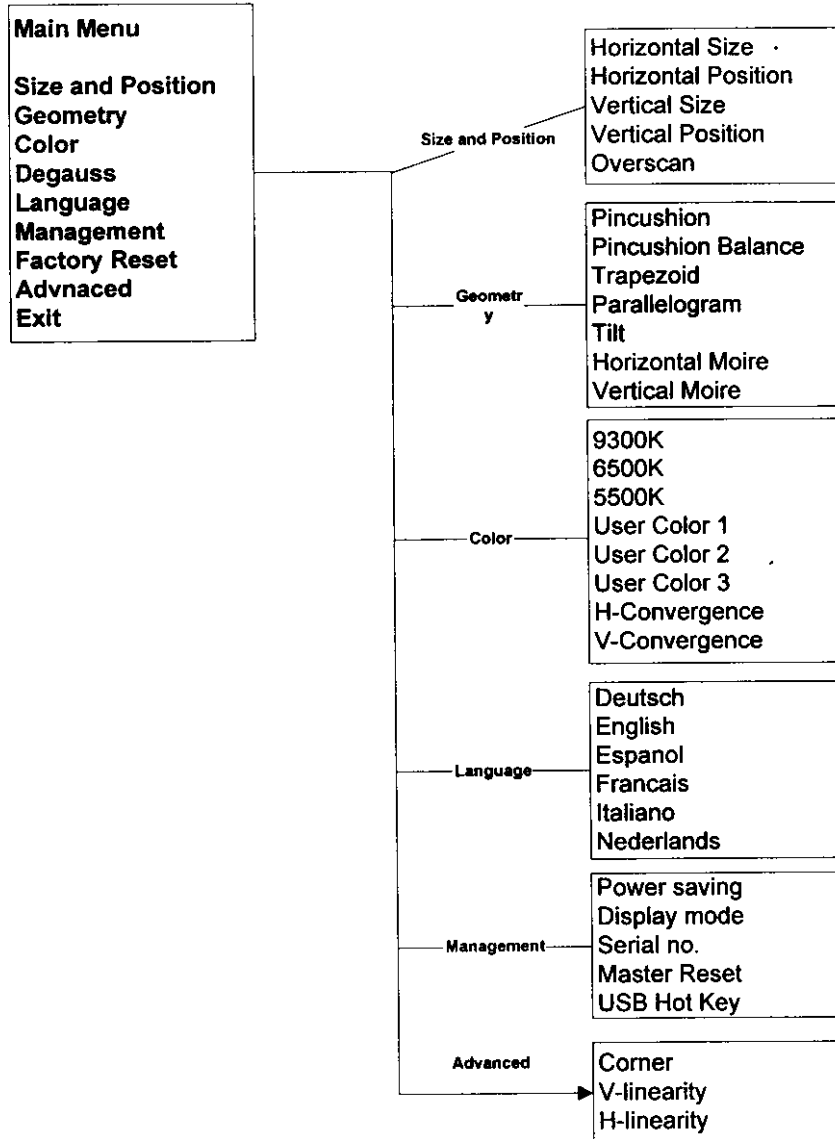 Main Menu
Size and Position
Geometry
Color
Degauss
Language
Management
Factory Reset
Advnaced
Exit
Size and Position
Horizontal Size
Horizontal Position
Vertical Size
Vertical Position
Overscan
Geometr
y
Pincushion
Pincushion Balance
Trapezoid
Parallelogram
Tilt
Horizontal Moire
Vertical Moire
Color
9300K
6500K
5500K
User Color 1
User Color 2
User Color 3
H-Convergence
V-Convergence
Language
Deutsch
English
Espanol
Francais
Italiano
Nederlands
Management
Power saving
Display mode
Serial no.
Master Reset
USB Hot Key
Advanced
Corner
V-linearity
H-linearity